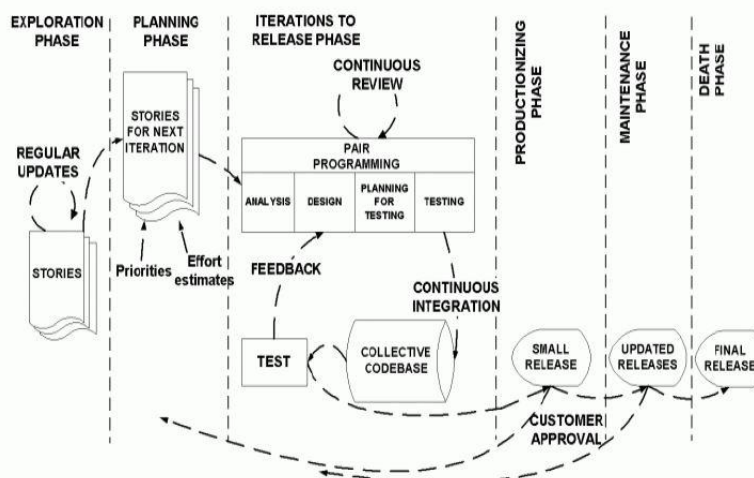 EXPLORATION
PHASE
PLANNING
PHASE
ITERATIONS TO
RELEASE PHASE
PRODUCTIONIZING
PHASE
MAINTENANCE
PHASE
DEATH
PHASE
CONTINUOUS
REVIEW
STORIES
FOR NEXT
ITERATION
REGULAR
UPDATES
PAIR
PROGRAMMING
ANALYSIS
DESIGN
PLANNING
FOR
TESTING
TESTING
STORIES
Priorities
Effort
estimates
FEEDBACK
CONTINUOUS
INTEGRATION
TEST
COLLECTIVE
CODEBASE
SMALL
RELEASE
UPDATED
RELEASES
FINAL
RELEASE
CUSTOMER
APPROVAL